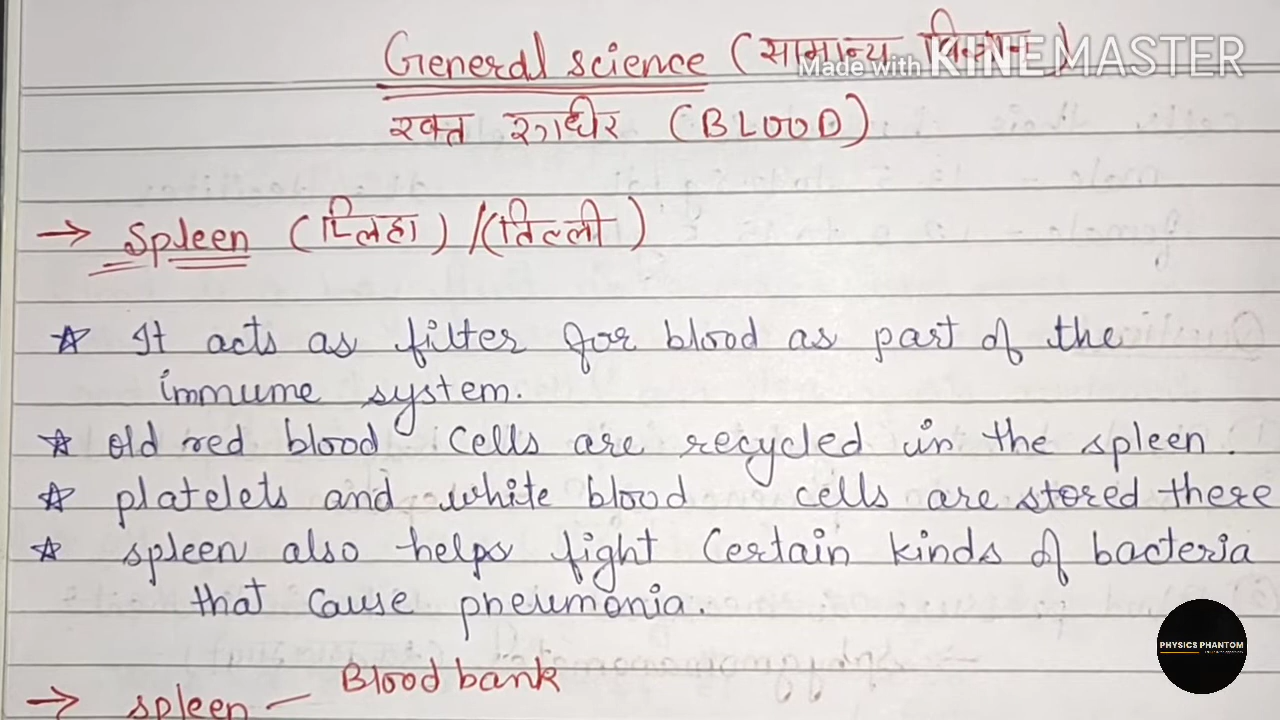 General science (सामान्य विज्ञान)
Made with KINEMASTER
रक्त रूधीर (BLOOD)
→ Spleen (प्लिहा) / (तिल्ली)
☆ It acts as filter for blood as part of the
immune system.
☆ old red blood cells are recycled in the spleen.
☆ platelets and white blood cells are stored there
☆ spleen also helps fight certain kinds of bacteria
that cause pneumonia.
PHYSICS PHANTOM
→ spleen — Blood bank